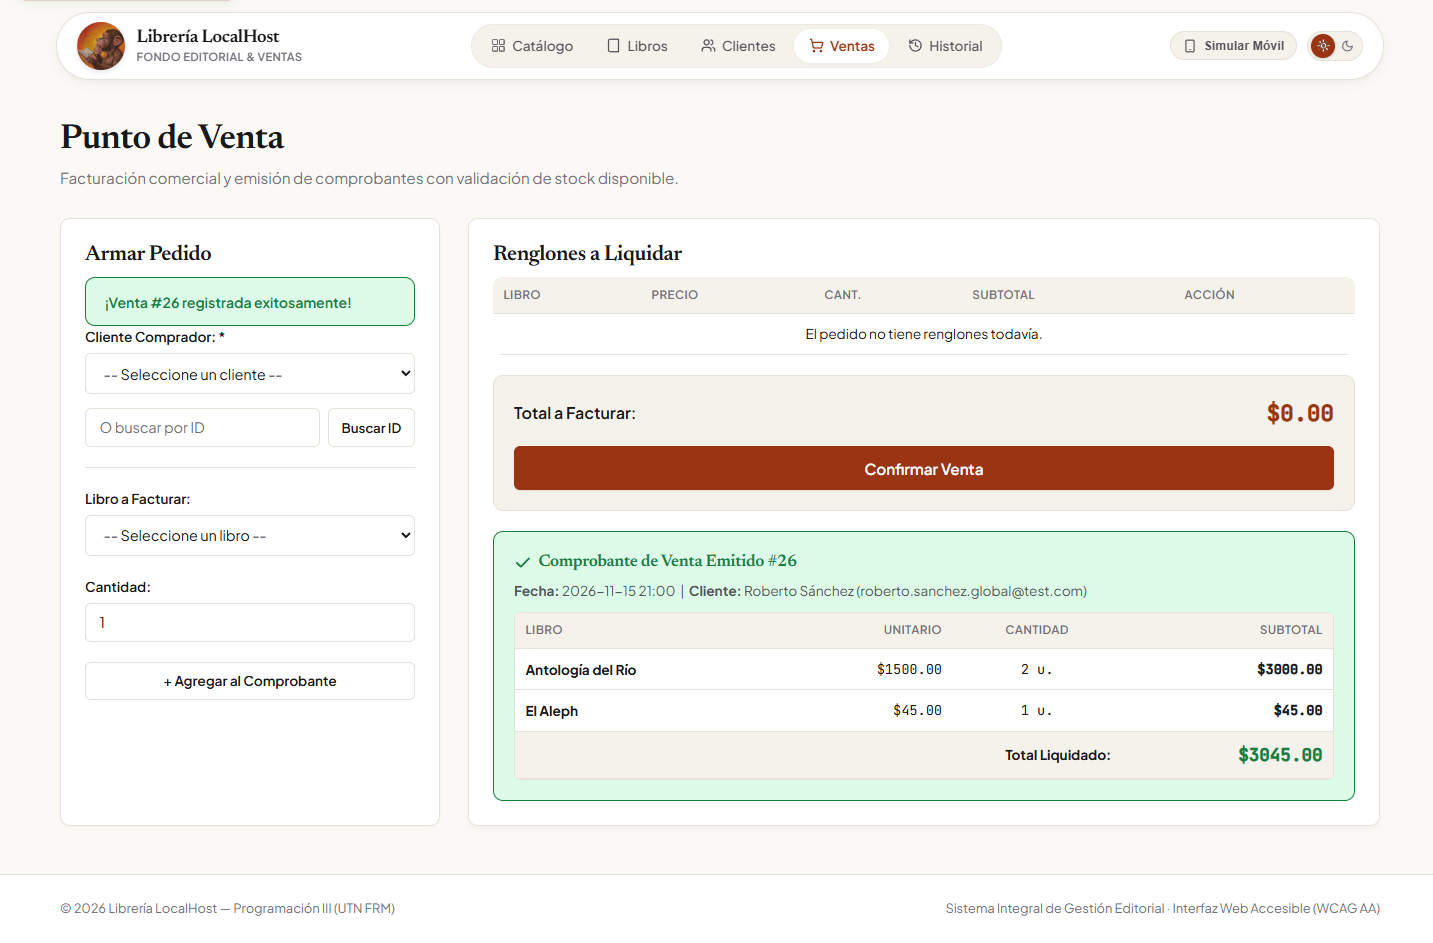 Librería LocalHost
FONDO EDITORIAL & VENTAS
Catálogo
Libros
Clientes
Ventas
Historial
Simular Móvil
Punto de Venta
Facturación comercial y emisión de comprobantes con validación de stock disponible.
Armar Pedido
¡Venta #26 registrada exitosamente!
Cliente Comprador: *
-- Seleccione un cliente --
O buscar por ID
Buscar ID
Libro a Facturar:
-- Seleccione un libro --
Cantidad:
1
+ Agregar al Comprobante
Renglones a Liquidar
LIBRO PRECIO CANT. SUBTOTAL ACCIÓN
El pedido no tiene renglones todavía.
Total a Facturar: $0.00
Confirmar Venta
Comprobante de Venta Emitido #26
Fecha: 2026-11-15 21:00 | Cliente: Roberto Sánchez (roberto.sanchez.global@test.com)
LIBRO UNITARIO CANTIDAD SUBTOTAL
Antología del Río $1500.00 2 u. $3000.00
El Aleph $45.00 1 u. $45.00
Total Liquidado: $3045.00
© 2026 Librería LocalHost — Programación III (UTN FRM)
Sistema Integral de Gestión Editorial · Interfaz Web Accesible (WCAG AA)